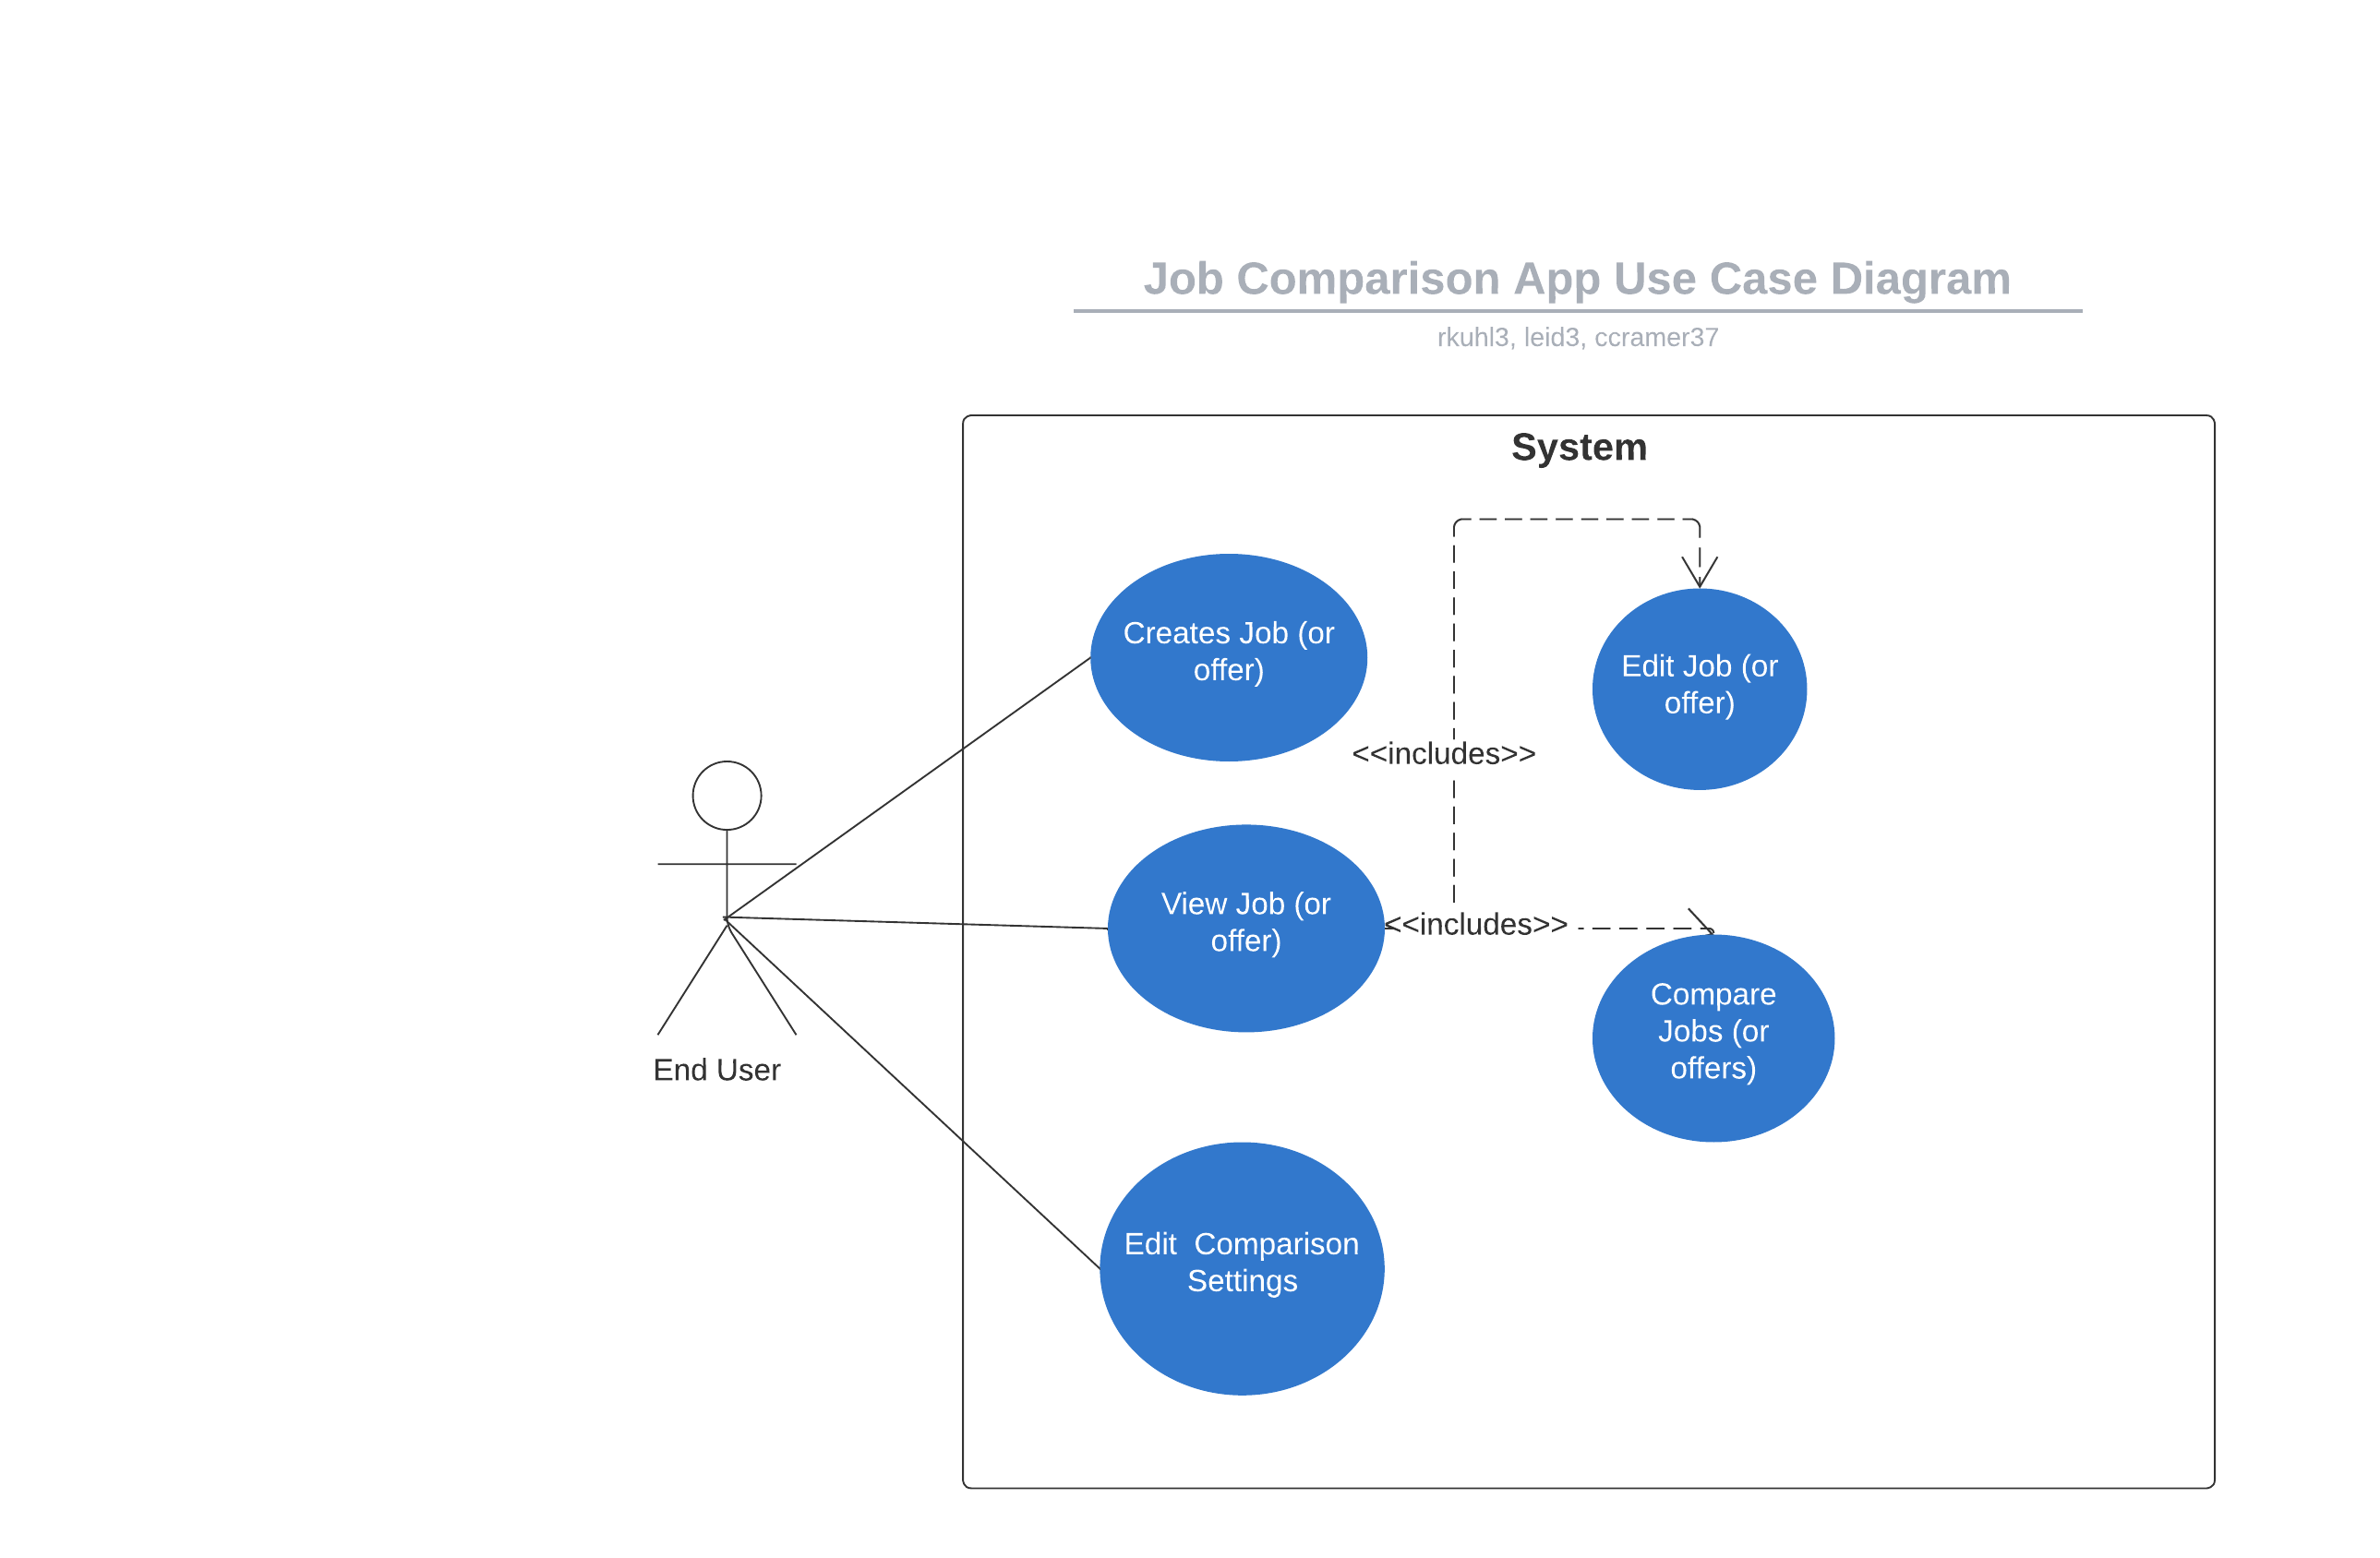 Job Comparison App Use Case Diagram
rkuhl3, leid3, ccramer37
System
Creates Job (or
offer)
Edit Job (or
offer)
<<includes>>
View Job (or
offer)
<<includes>>
Compare
Jobs (or
offers)
End User
Edit  Comparison
Settings